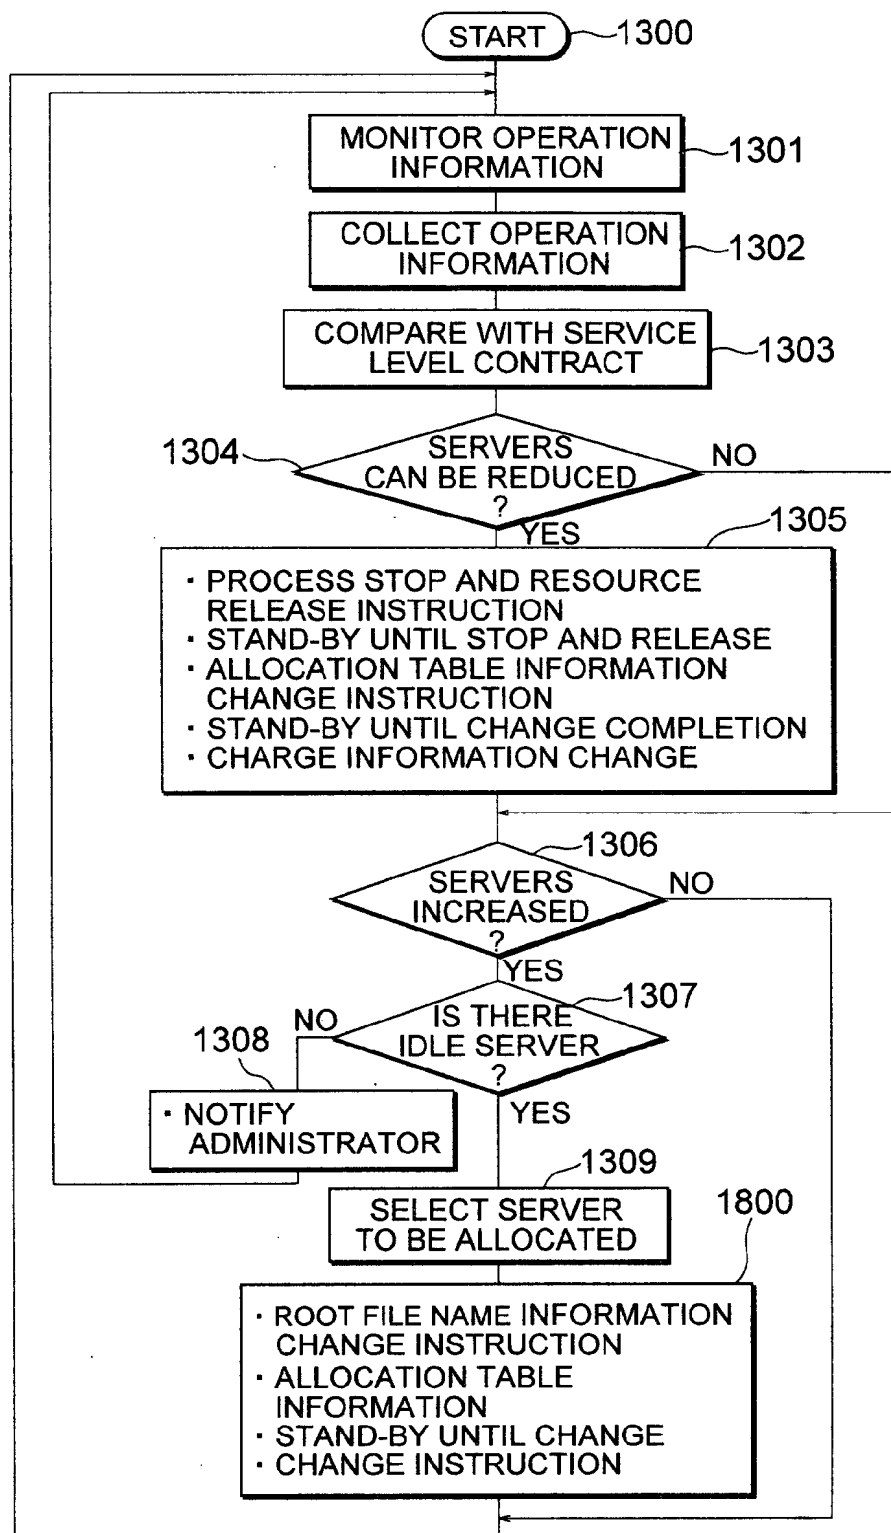 START
1300
MONITOR OPERATION
INFORMATION
1301
COLLECT OPERATION
INFORMATION
1302
COMPARE WITH SERVICE
LEVEL CONTRACT
1303
1304
SERVERS
CAN BE REDUCED
?
NO
YES
1305
· PROCESS STOP AND RESOURCE
RELEASE INSTRUCTION
· STAND-BY UNTIL STOP AND RELEASE
· ALLOCATION TABLE INFORMATION
CHANGE INSTRUCTION
· STAND-BY UNTIL CHANGE COMPLETION
· CHARGE INFORMATION CHANGE
1306
SERVERS
INCREASED
?
NO
YES
1307
IS THERE
IDLE SERVER
?
NO
YES
1308
· NOTIFY
ADMINISTRATOR
1309
SELECT SERVER
TO BE ALLOCATED
1800
· ROOT FILE NAME INFORMATION
CHANGE INSTRUCTION
· ALLOCATION TABLE
INFORMATION
· STAND-BY UNTIL CHANGE
· CHANGE INSTRUCTION